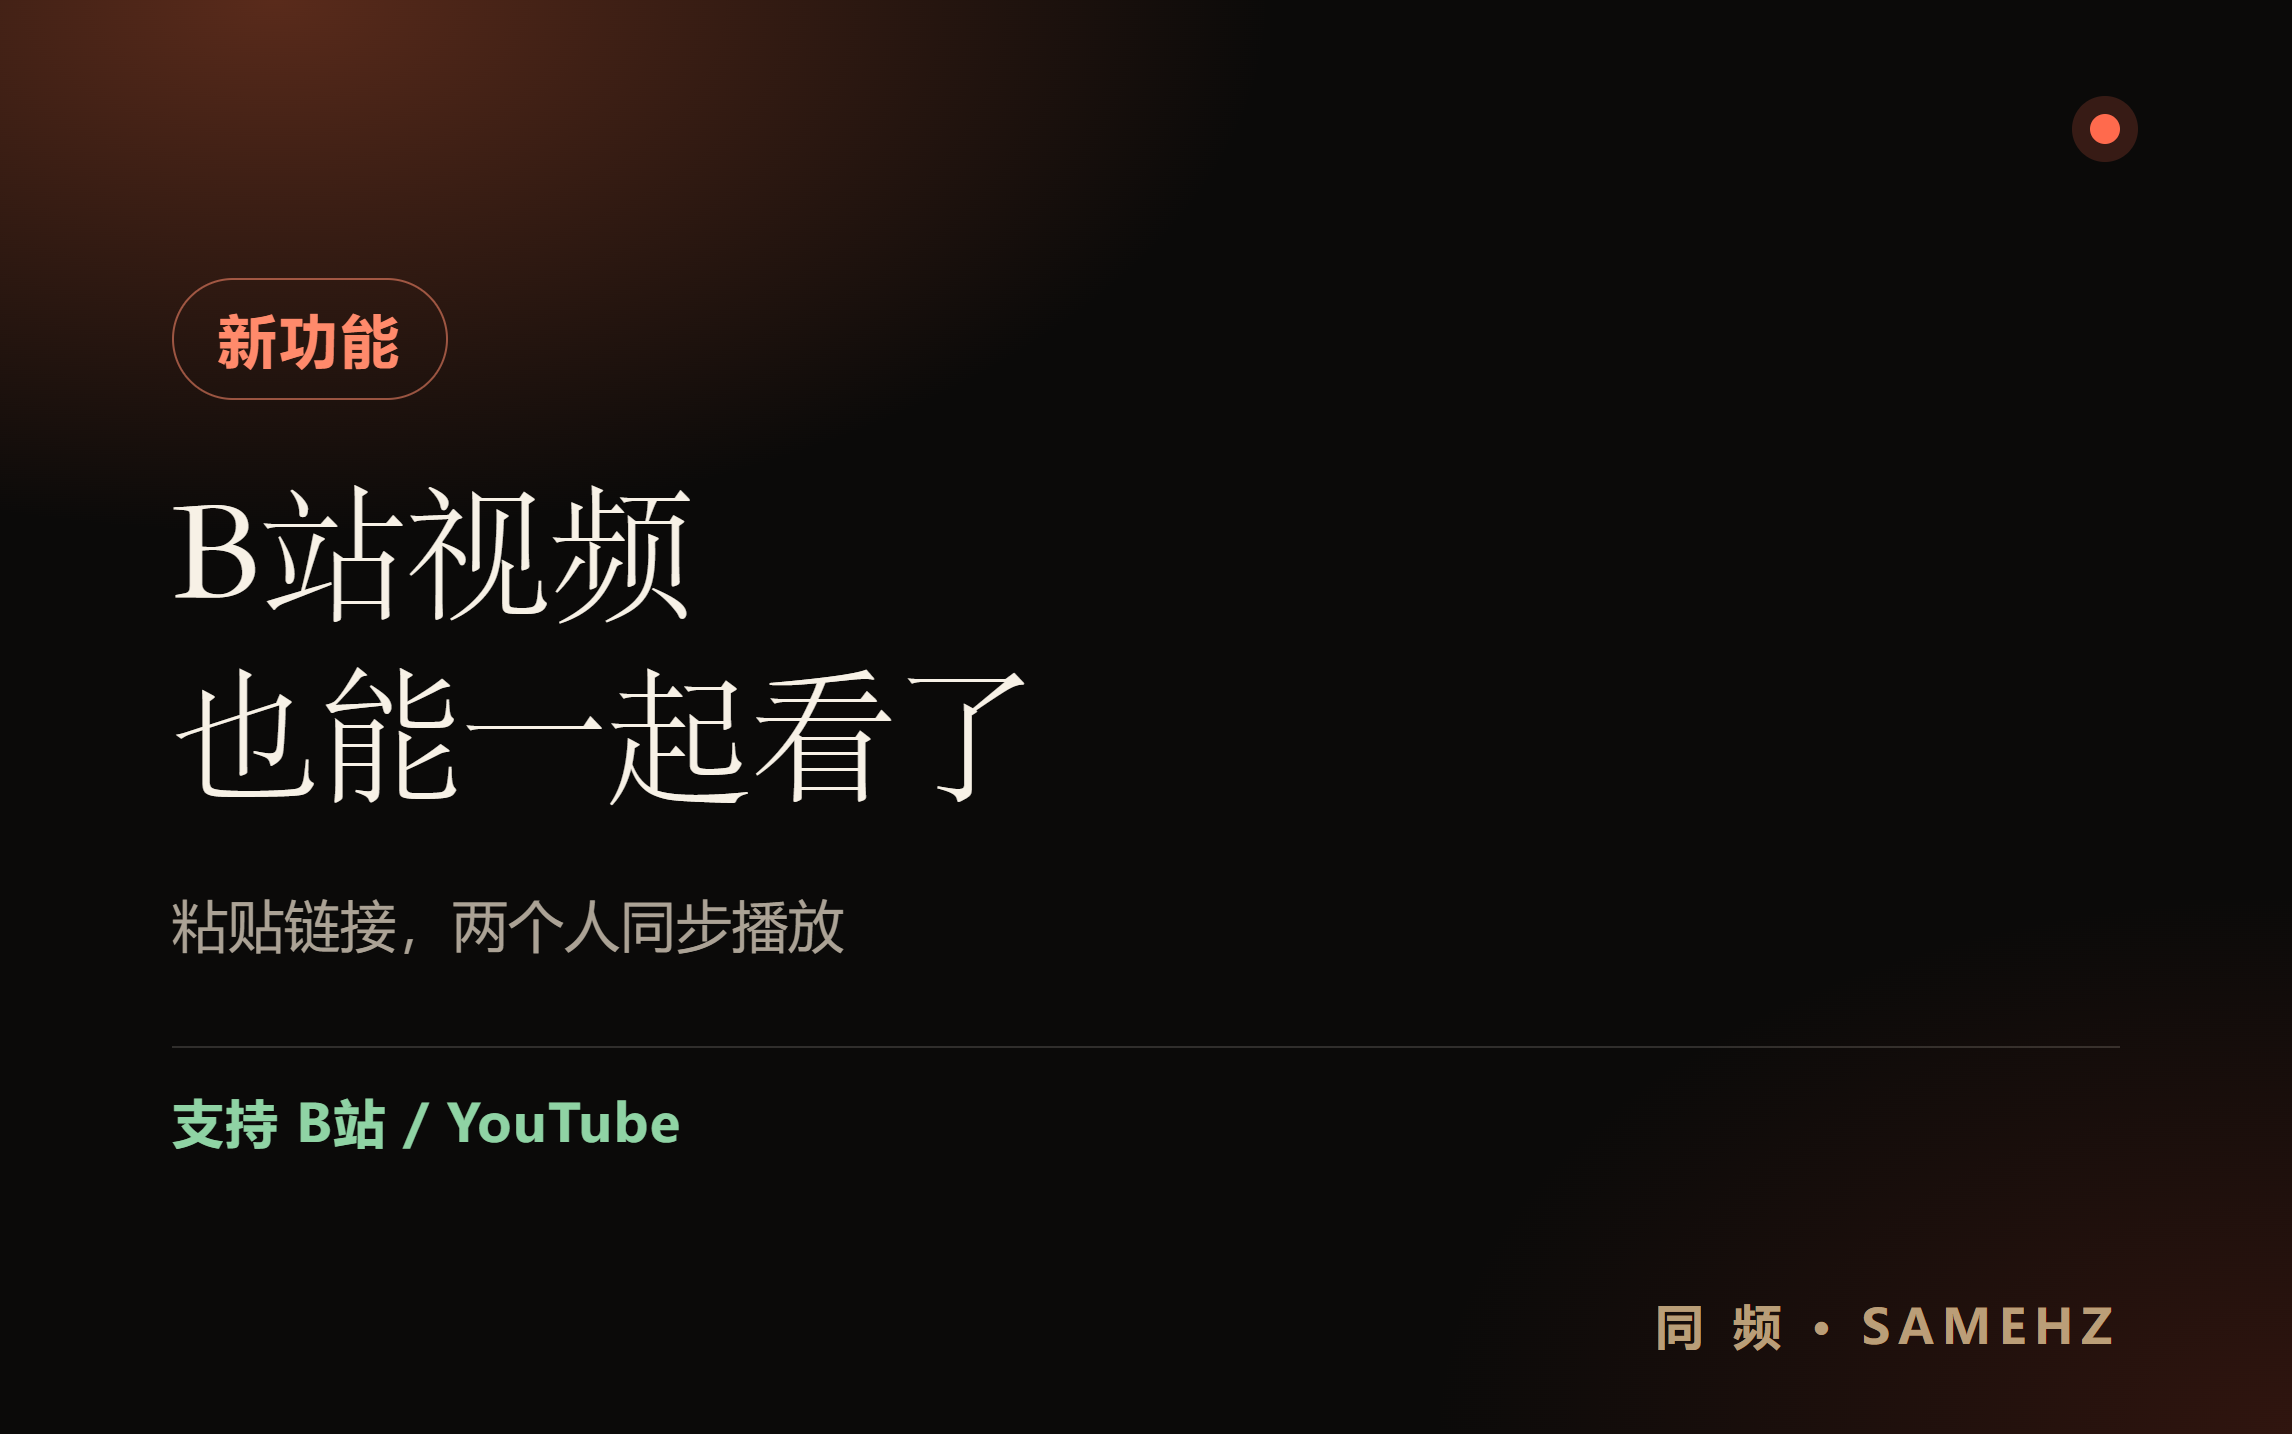 新功能
B站视频
也能一起看了
粘贴链接，两个人同步播放
支持 B站 / YouTube
同 频 • SAMEHZ